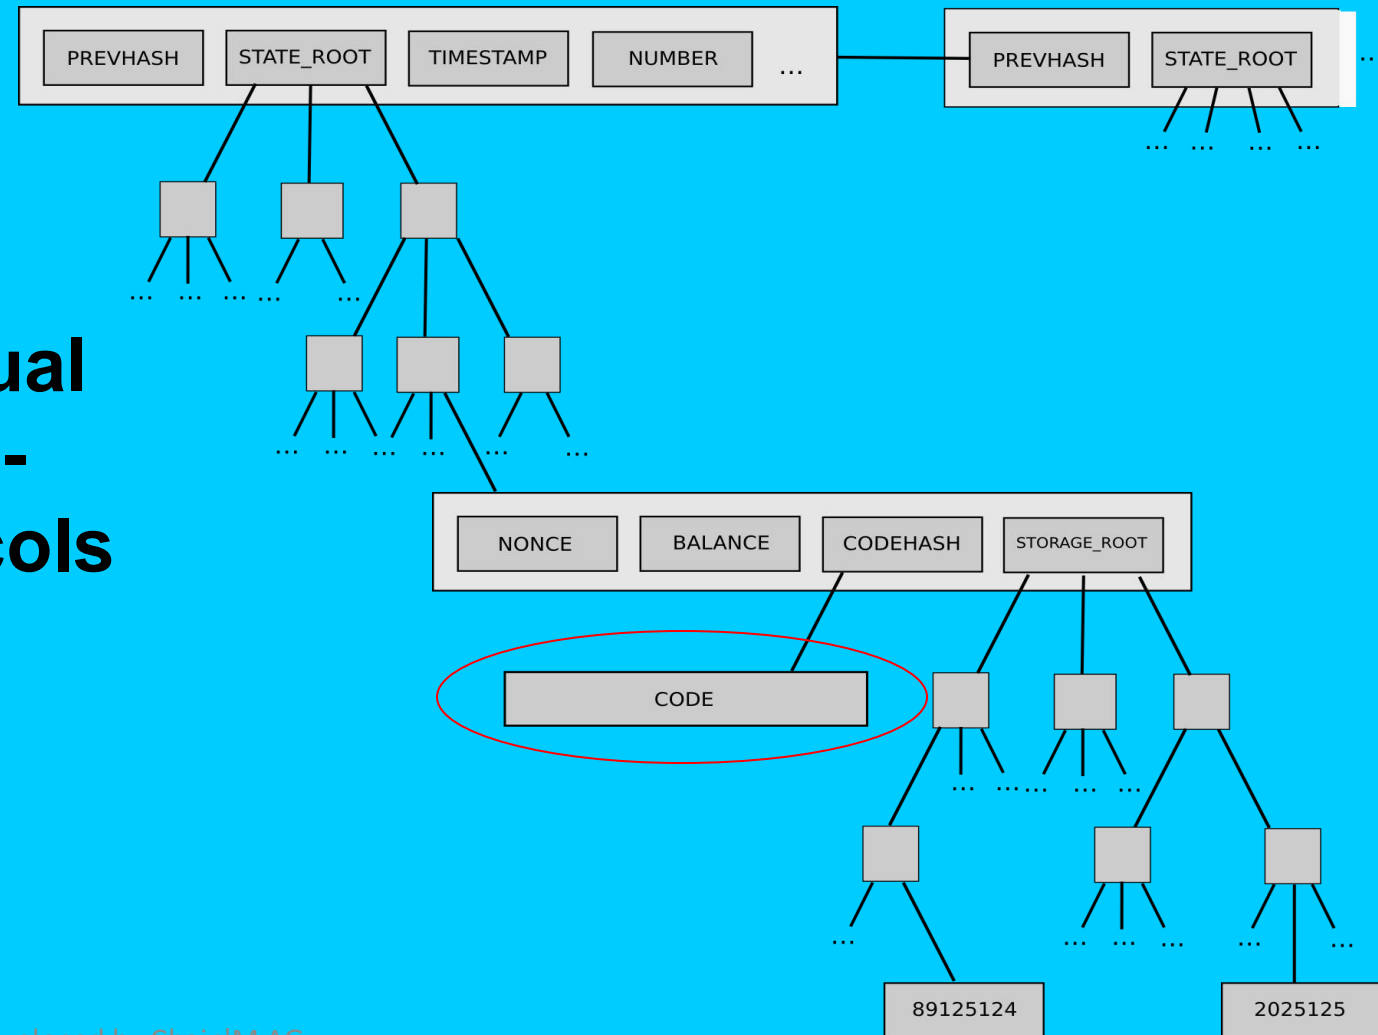 PREVHASH STATE_ROOT TIMESTAMP NUMBER ... PREVHASH STATE_ROOT ..
... ... ... ...
... ... ... ... ...
ual
-
... ... ... ... ... ...
cols
NONCE BALANCE CODEHASH STORAGE_ROOT
CODE
... ... ... ... ...
... ... ... ... ... ...
89125124 2025125